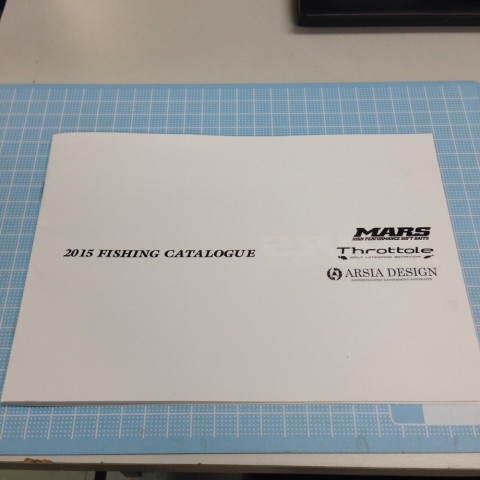 2015 FISHING CATALOGUE
MARS
HIGH PERFORMANCE SOFT BAITS
Throttole
ARSIA DESIGN